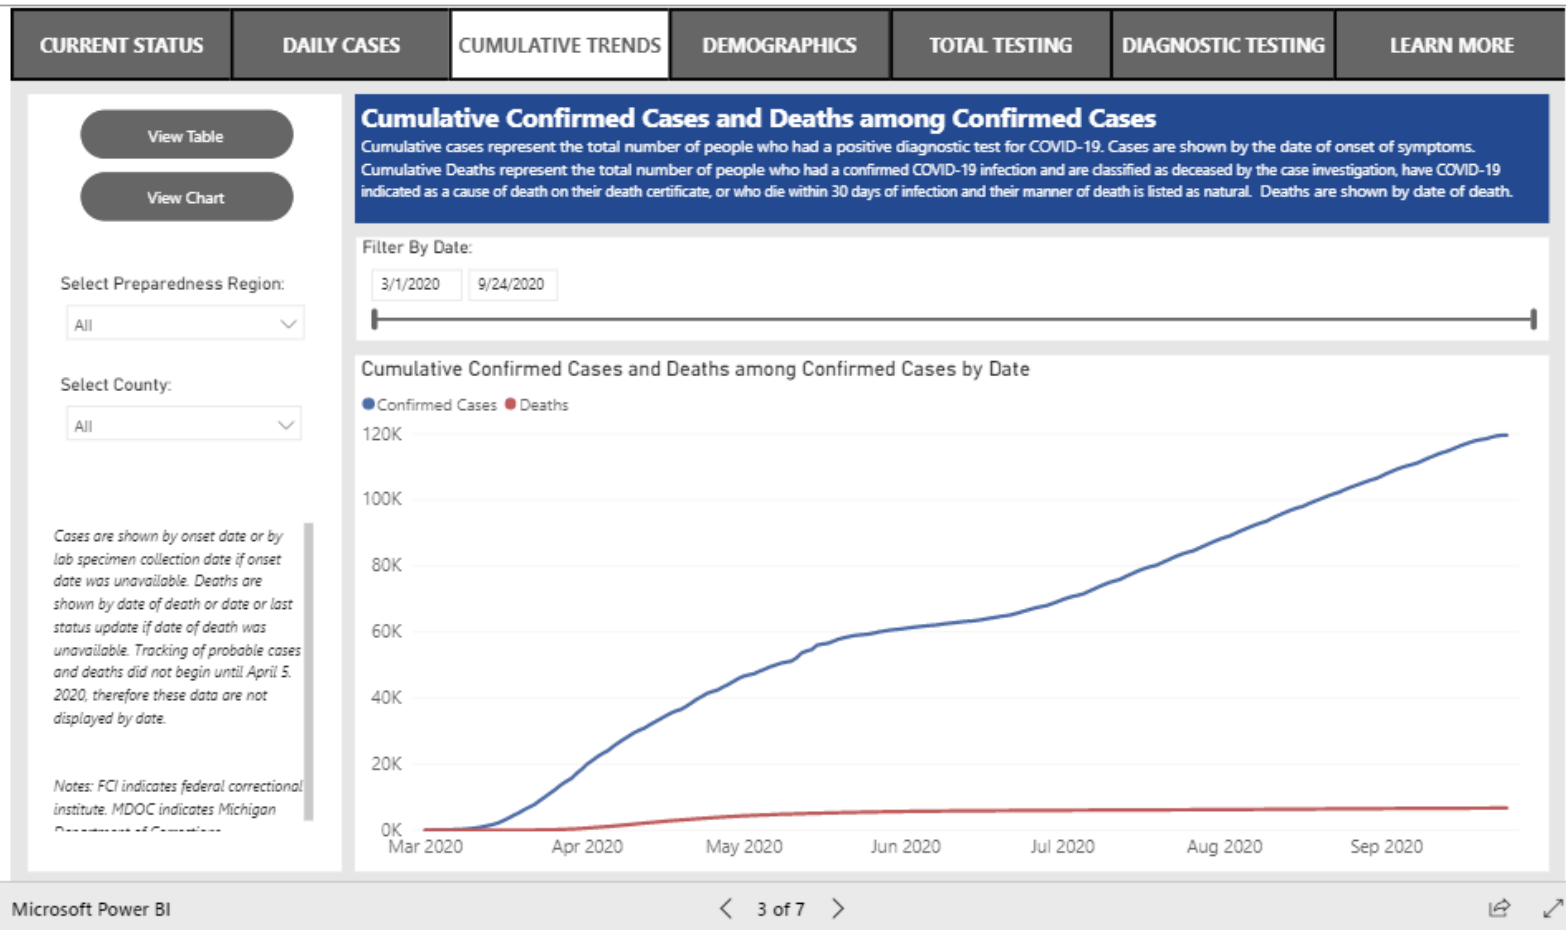 CURRENT STATUS
DAILY CASES
CUMULATIVE TRENDS
DEMOGRAPHICS
TOTAL TESTING
DIAGNOSTIC TESTING
LEARN MORE
View Table
View Chart
Select Preparedness Region:
All
Select County:
All
Cases are shown by onset date or by
lab specimen collection date if onset
date was unavailable. Deaths are
shown by date of death or date or last
status update if date of death was
unavailable. Tracking of probable cases
and deaths did not begin until April 5.
2020, therefore these data are not
displayed by date.
Notes: FCI indicates federal correctional
institute. MDOC indicates Michigan
Department of Corrections
Cumulative Confirmed Cases and Deaths among Confirmed Cases
Cumulative cases represent the total number of people who had a positive diagnostic test for COVID-19. Cases are shown by the date of onset of symptoms.
Cumulative Deaths represent the total number of people who had a confirmed COVID-19 infection and are classified as deceased by the case investigation, have COVID-19
indicated as a cause of death on their death certificate, or who die within 30 days of infection and their manner of death is listed as natural. Deaths are shown by date of death.
Filter By Date:
3/1/2020
9/24/2020
Cumulative Confirmed Cases and Deaths among Confirmed Cases by Date
Confirmed Cases Deaths
120K
100K
80K
60K
40K
20K
0K
Mar 2020
Apr 2020
May 2020
Jun 2020
Jul 2020
Aug 2020
Sep 2020
Microsoft Power BI
3 of 7